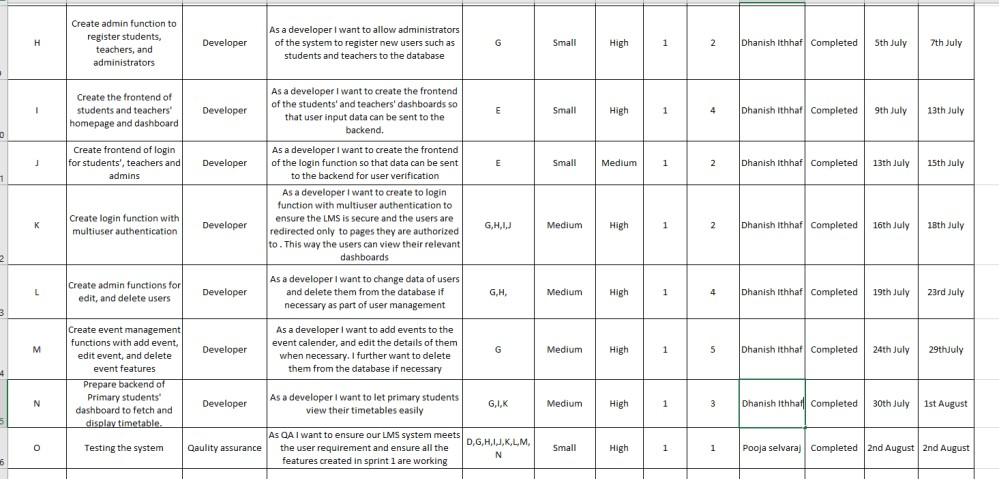 H
Create admin function to
register students,
teachers, and
administrators
Developer
As a developer I want to allow administrators
of the system to register new users such as
students and teachers to the database
G
Small
High
1
2
Dhanish Ithhaf
Completed
5th July
7th July
I
Create the frontend of
students and teachers'
homepage and dashboard
Developer
As a developer I want to create the frontend
of the students' and teachers' dashboards so
that user input data can be sent to the
backend.
E
Small
High
1
4
Dhanish Ithhaf
Completed
9th July
13th July
J
Create frontend of login
for students', teachers and
admins
Developer
As a developer I want to create the frontend
of the login function so that data can be sent
to the backend for user verification
E
Small
Medium
1
2
Dhanish Ithhaf
Completed
13th July
15th July
K
Create login function with
multiuser authentication
Developer
As a developer I want to create to login
function with multiuser authentication to
ensure the LMS is secure and the users are
redirected only to pages they are authorized
to . This way the users can view their relevant
dashboards
G,H,I,J
Medium
High
1
2
Dhanish Ithhaf
Completed
16th July
18th July
L
Create admin functions for
edit, and delete users
Developer
As a developer I want to change data of users
and delete them from the database if
necessary as part of user management
G,H,
Medium
High
1
4
Dhanish Ithhaf
Completed
19th July
23rd July
M
Create event management
functions with add event,
edit event, and delete
event features
Developer
As a developer I want to add events to the
event calender, and edit the details of them
when necessary. I further want to delete
them from the database if necessary
G
Medium
High
1
5
Dhanish Ithhaf
Completed
24th July
29thJuly
N
Prepare backend of
Primary students'
dashboard to fetch and
display timetable.
Developer
As a developer I want to let primary students
view their timetables easily
G,I,K
Medium
High
1
3
Dhanish Ithhaf
Completed
30th July
1st August
O
Testing the system
Qaulity assurance
As QA I want to ensure our LMS system meets
the user requirement and ensure all the
features created in sprint 1 are working
D,G,H,I,J,K,L,M,
N
Small
High
1
1
Pooja selvaraj
Completed
2nd August
2nd August